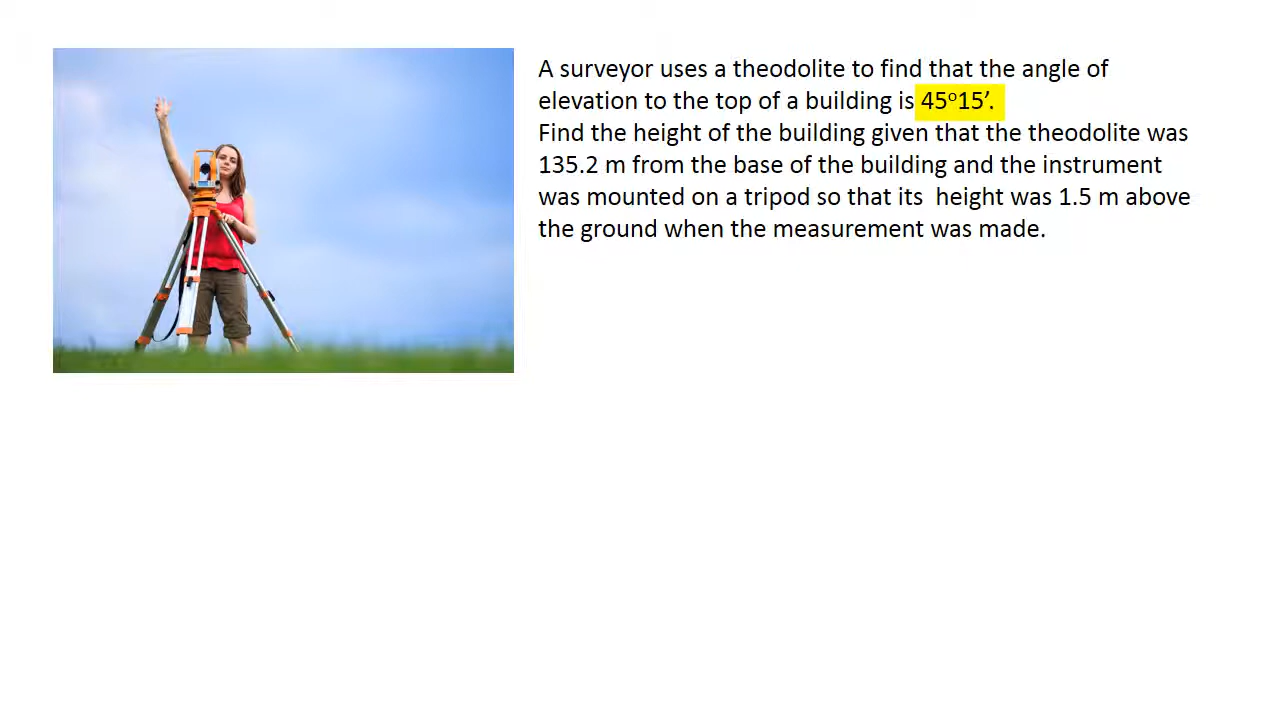 A surveyor uses a theodolite to find that the angle of
elevation to the top of a building is 45º15’.
Find the height of the building given that the theodolite was
135.2 m from the base of the building and the instrument
was mounted on a tripod so that its  height was 1.5 m above
the ground when the measurement was made.